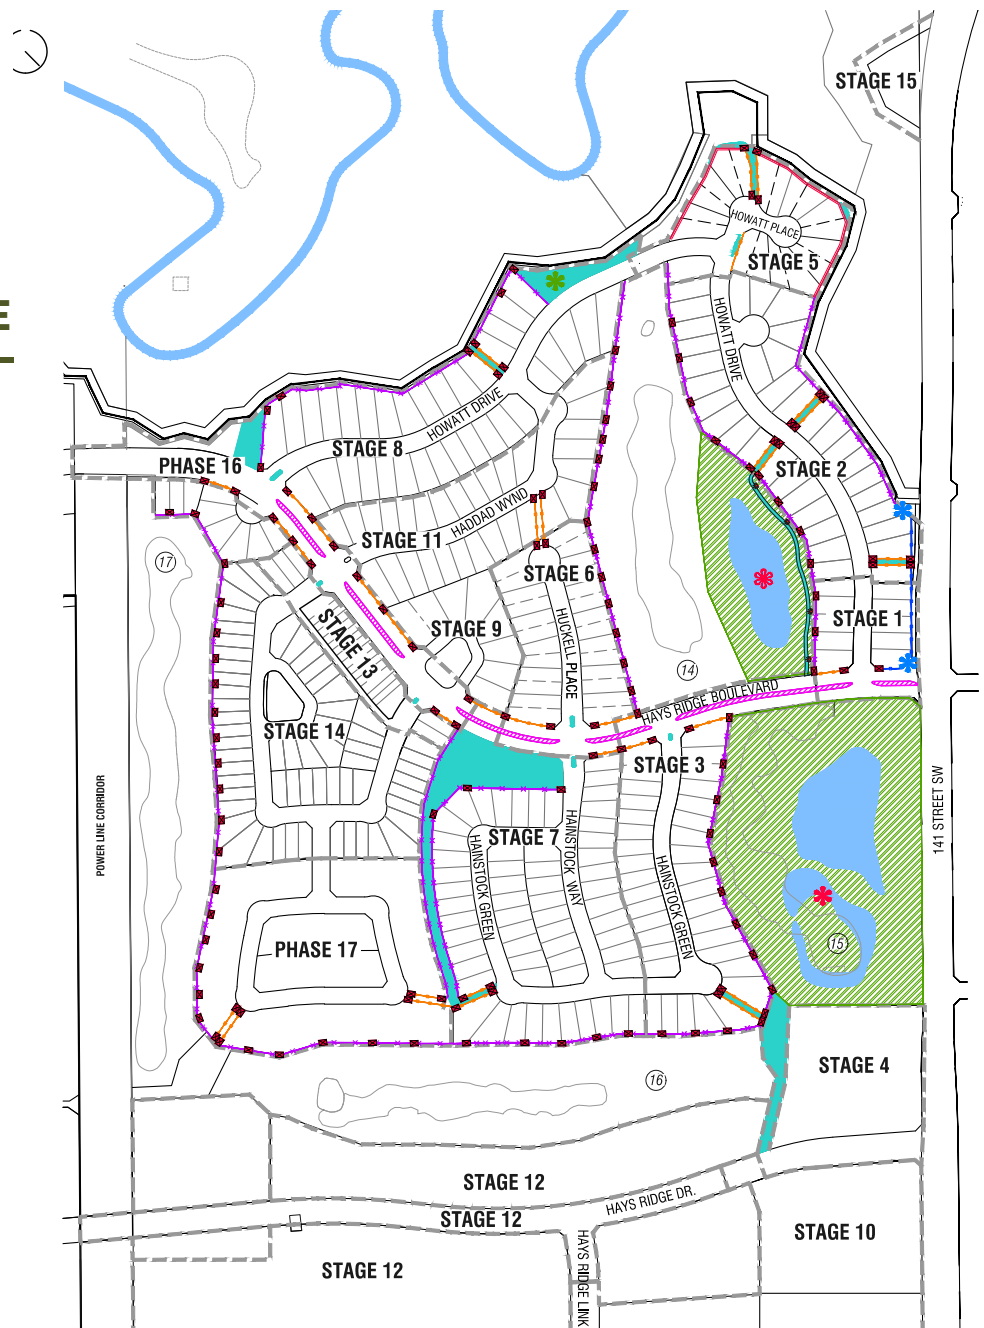 STAGE 15
HOWATT PLACE
STAGE 5
E
HOWATT DRIVE
HOWATT DRIVE
STAGE 8
PHASE 16
STAGE 2
HADDAD WYND
STAGE 11
17
STAGE 6
STAGE 13
HUCKELL PLACE
STAGE 9
STAGE 1
14
HAYS RIDGE BOULEVARD
STAGE 14
STAGE 3
POWER LINE CORRIDOR
141 STREET SW
STAGE 7
HAINSTOCK GREEN
HAINSTOCK WAY
HAINSTOCK GREEN
PHASE 17
15
STAGE 4
16
STAGE 12
HAYS RIDGE DR.
STAGE 12
STAGE 10
HAYS RIDGE LINK
STAGE 12